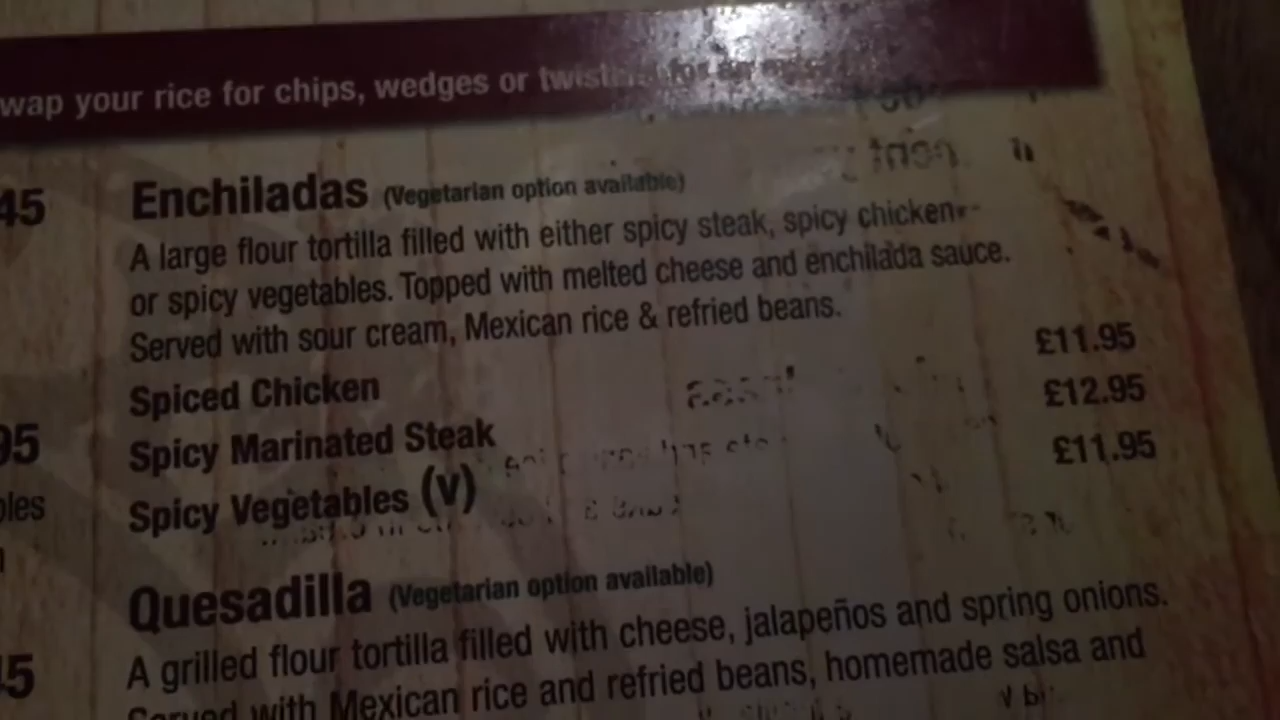 wap your rice for chips, wedges or
45
Enchiladas (Vegetarian option available)
A large flour tortilla filled with either spicy steak, spicy chicken
or spicy vegetables. Topped with melted cheese and enchilada sauce.
Served with sour cream, Mexican rice & refried beans.
Spiced Chicken £11.95
95
Spicy Marinated Steak £12.95
Spicy Vegetables (v) £11.95
Quesadilla (Vegetarian option available)
A grilled flour tortilla filled with cheese, jalapeños and spring onions.
Served with Mexican rice and refried beans, homemade salsa and